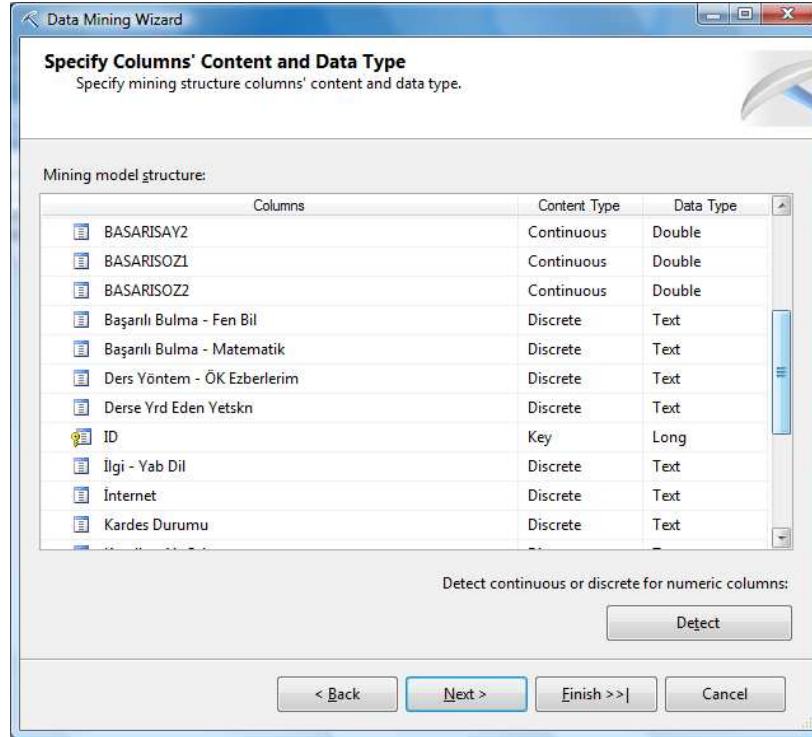 Data Mining Wizard
Specify Columns' Content and Data Type
Specify mining structure columns' content and data type.
Mining model structure:
Columns Content Type Data Type
BASARISAY2 Continuous Double
BASARISOZ1 Continuous Double
BASARISOZ2 Continuous Double
Başarılı Bulma - Fen Bil Discrete Text
Başarılı Bulma - Matematik Discrete Text
Ders Yöntem - ÖK Ezberlerim Discrete Text
Derse Yrd Eden Yetskn Discrete Text
ID Key Long
İlgi - Yab Dil Discrete Text
İnternet Discrete Text
Kardes Durumu Discrete Text
Detect continuous or discrete for numeric columns:
Detect
< Back Next > Finish >>| Cancel